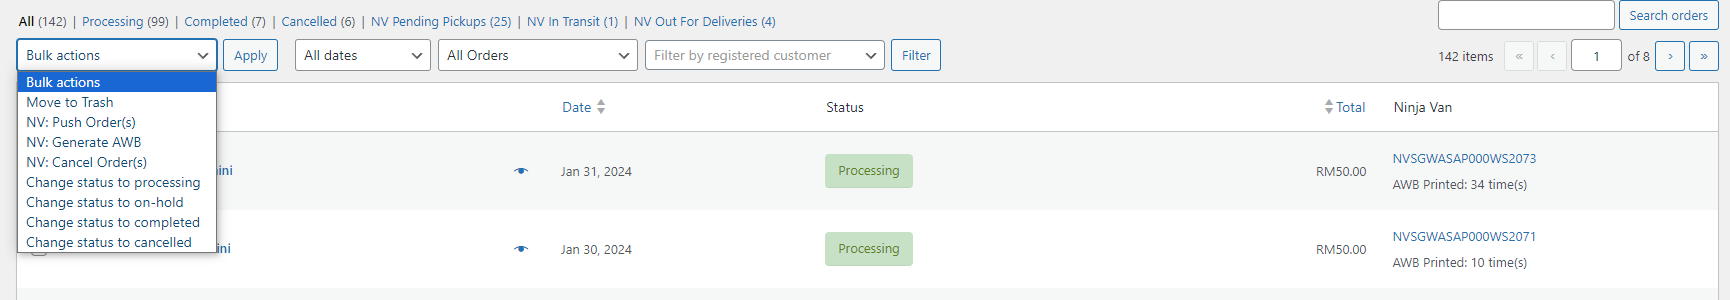 All (142) | Processing (99) | Completed (7) | Cancelled (6) | NV Pending Pickups (25) | NV In Transit (1) | NV Out For Deliveries (4)
Search orders
Bulk actions Apply All dates All Orders Filter by registered customer Filter 142 items « ‹ 1 of 8 › »
Bulk actions
Move to Trash
NV: Push Order(s)
NV: Generate AWB
NV: Cancel Order(s)
Change status to processing
Change status to on-hold
Change status to completed
Change status to cancelled
Date Status Total Ninja Van
ini Jan 31, 2024 Processing RM50.00 NVSGWASAP000WS2073
AWB Printed: 34 time(s)
ini Jan 30, 2024 Processing RM50.00 NVSGWASAP000WS2071
AWB Printed: 10 time(s)